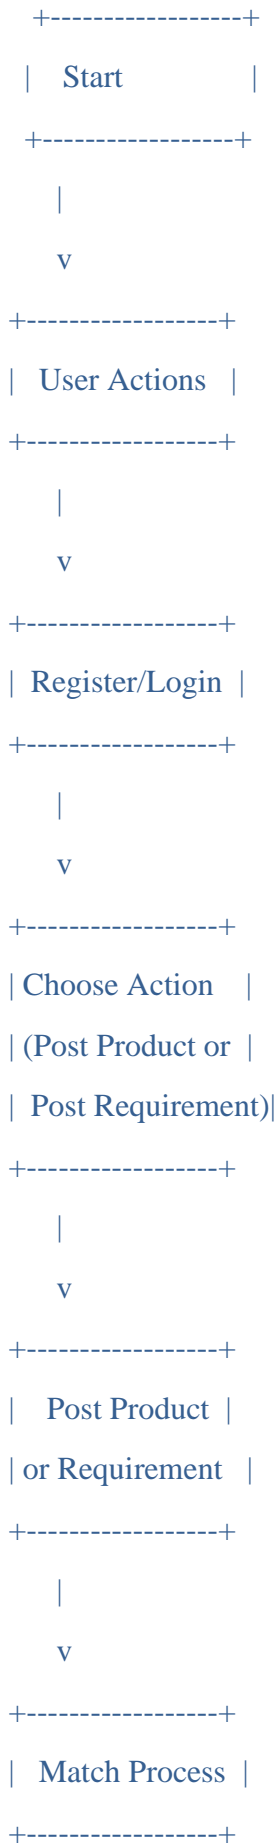 +------------------+
|    Start              |
+------------------+
|
v
+------------------+
|   User Actions   |
+------------------+
|
v
+------------------+
|  Register/Login  |
+------------------+
|
v
+------------------+
| Choose Action    |
| (Post Product or  |
|  Post Requirement)|
+------------------+
|
v
+------------------+
|    Post Product  |
| or Requirement   |
+------------------+
|
v
+------------------+
|   Match Process  |
+------------------+